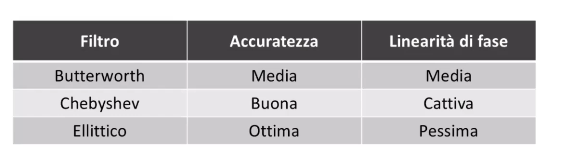 Filtro Accuratezza Linearità di fase
Butterworth Media Media
Chebyshev Buona Cattiva
Ellittico Ottima Pessima